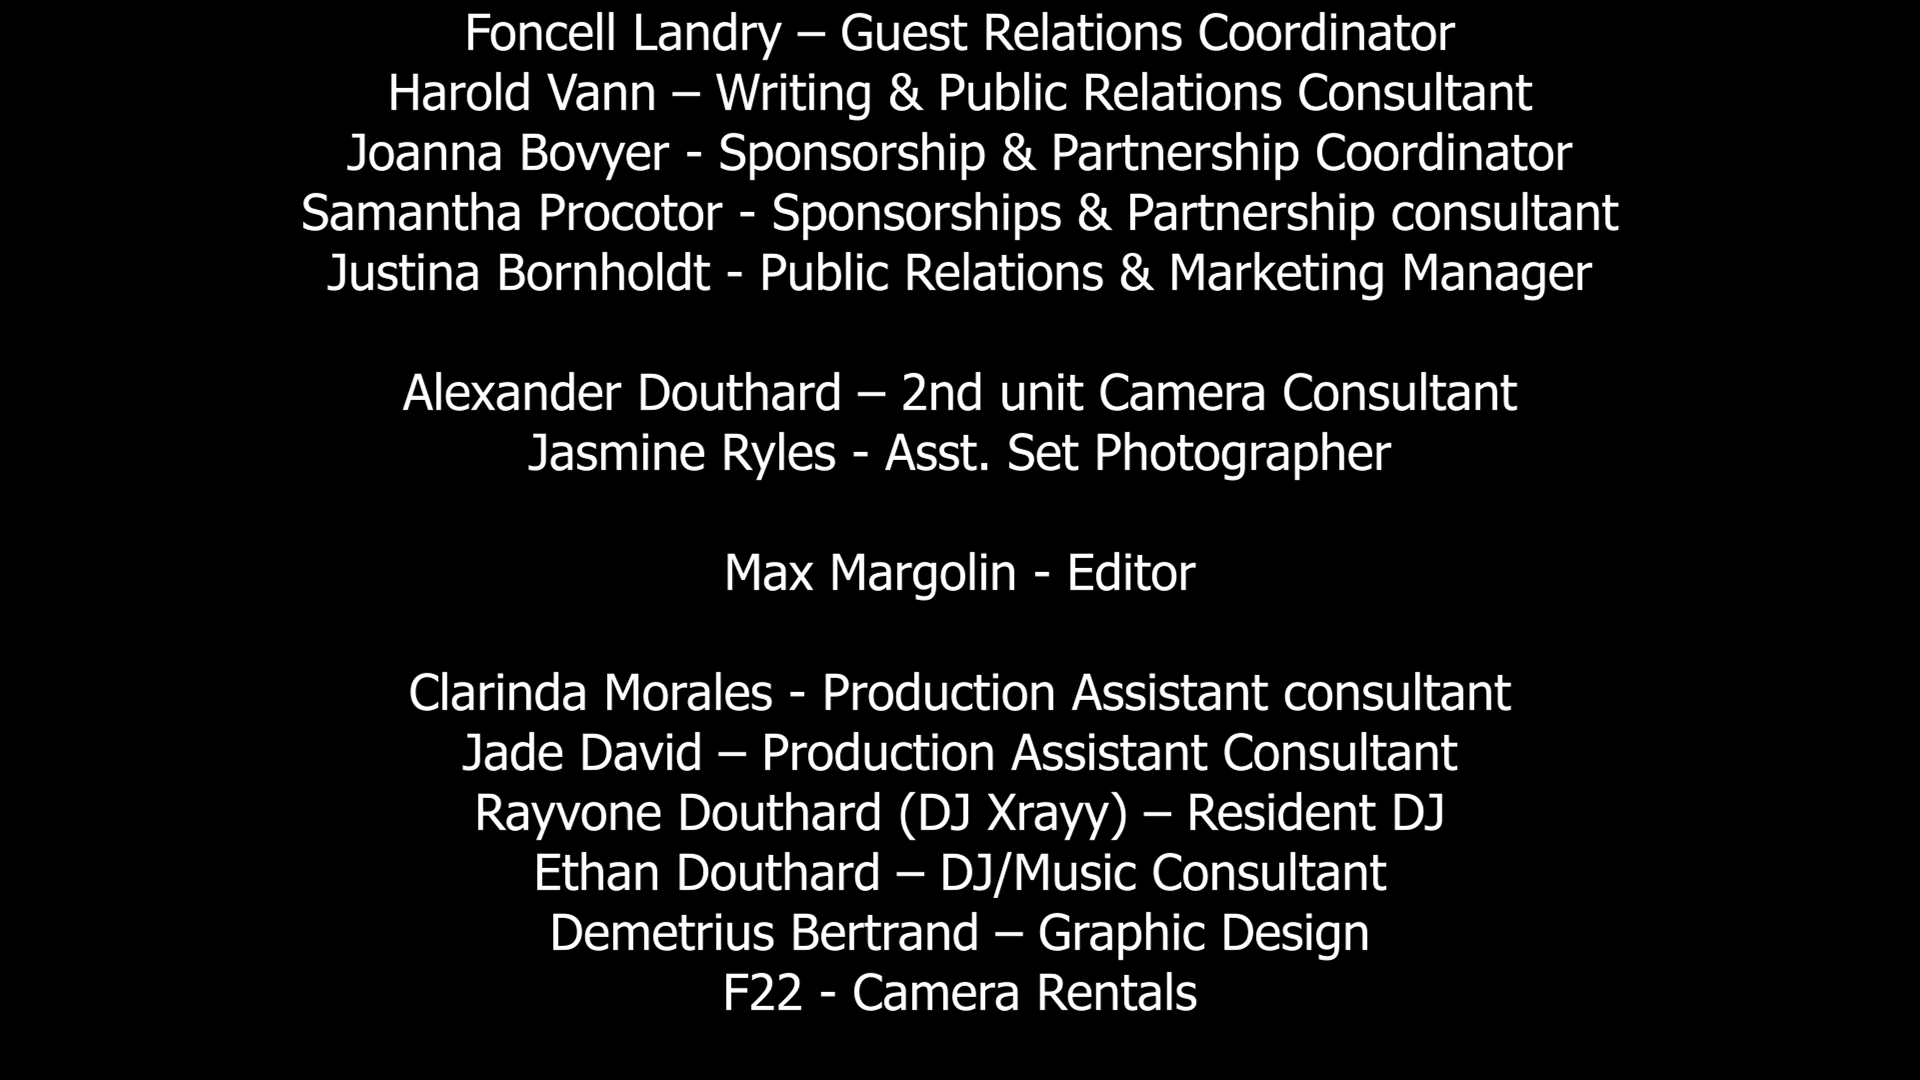 Foncell Landry – Guest Relations Coordinator
Harold Vann – Writing & Public Relations Consultant
Joanna Bovyer - Sponsorship & Partnership Coordinator
Samantha Procotor - Sponsorships & Partnership consultant
Justina Bornholdt - Public Relations & Marketing Manager
Alexander Douthard – 2nd unit Camera Consultant
Jasmine Ryles - Asst. Set Photographer
Max Margolin - Editor
Clarinda Morales - Production Assistant consultant
Jade David – Production Assistant Consultant
Rayvone Douthard (DJ Xrayy) – Resident DJ
Ethan Douthard – DJ/Music Consultant
Demetrius Bertrand – Graphic Design
F22 - Camera Rentals